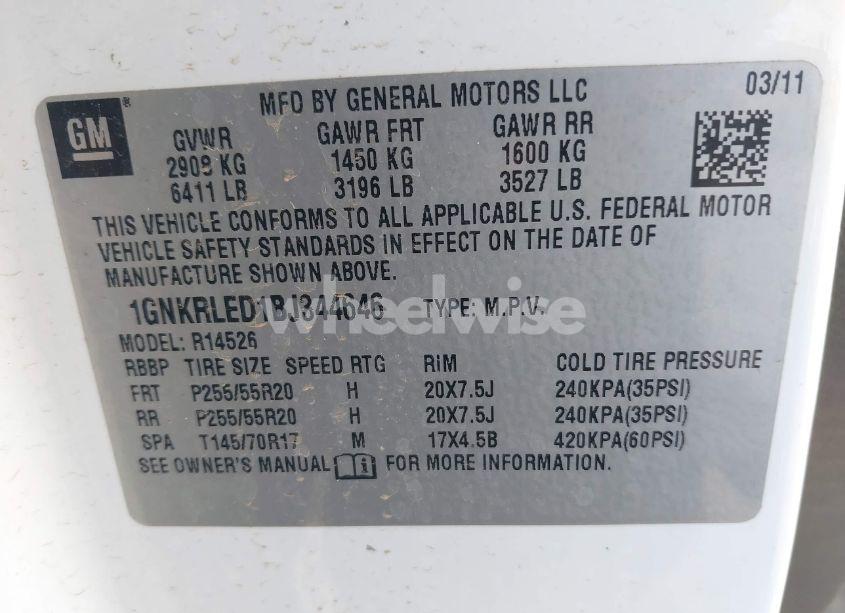 GM
®
MFD BY GENERAL MOTORS LLC
03/11
GVWR GAWR FRT GAWR RR
2908 KG 1450 KG 1600 KG
6411 LB 3196 LB 3527 LB
THIS VEHICLE CONFORMS TO ALL APPLICABLE U.S. FEDERAL MOTOR
VEHICLE SAFETY STANDARDS IN EFFECT ON THE DATE OF
MANUFACTURE SHOWN ABOVE.
1GNKRLED1BJ344646 TYPE: M.P.V.
wheelwise
MODEL: R14526
RBBP TIRE SIZE SPEED RTG RIM COLD TIRE PRESSURE
FRT P255/55R20 H 20X7.5J 240KPA(35PSI)
RR P255/55R20 H 20X7.5J 240KPA(35PSI)
SPA T145/70R17 M 17X4.5B 420KPA(60PSI)
SEE OWNER'S MANUAL i FOR MORE INFORMATION.